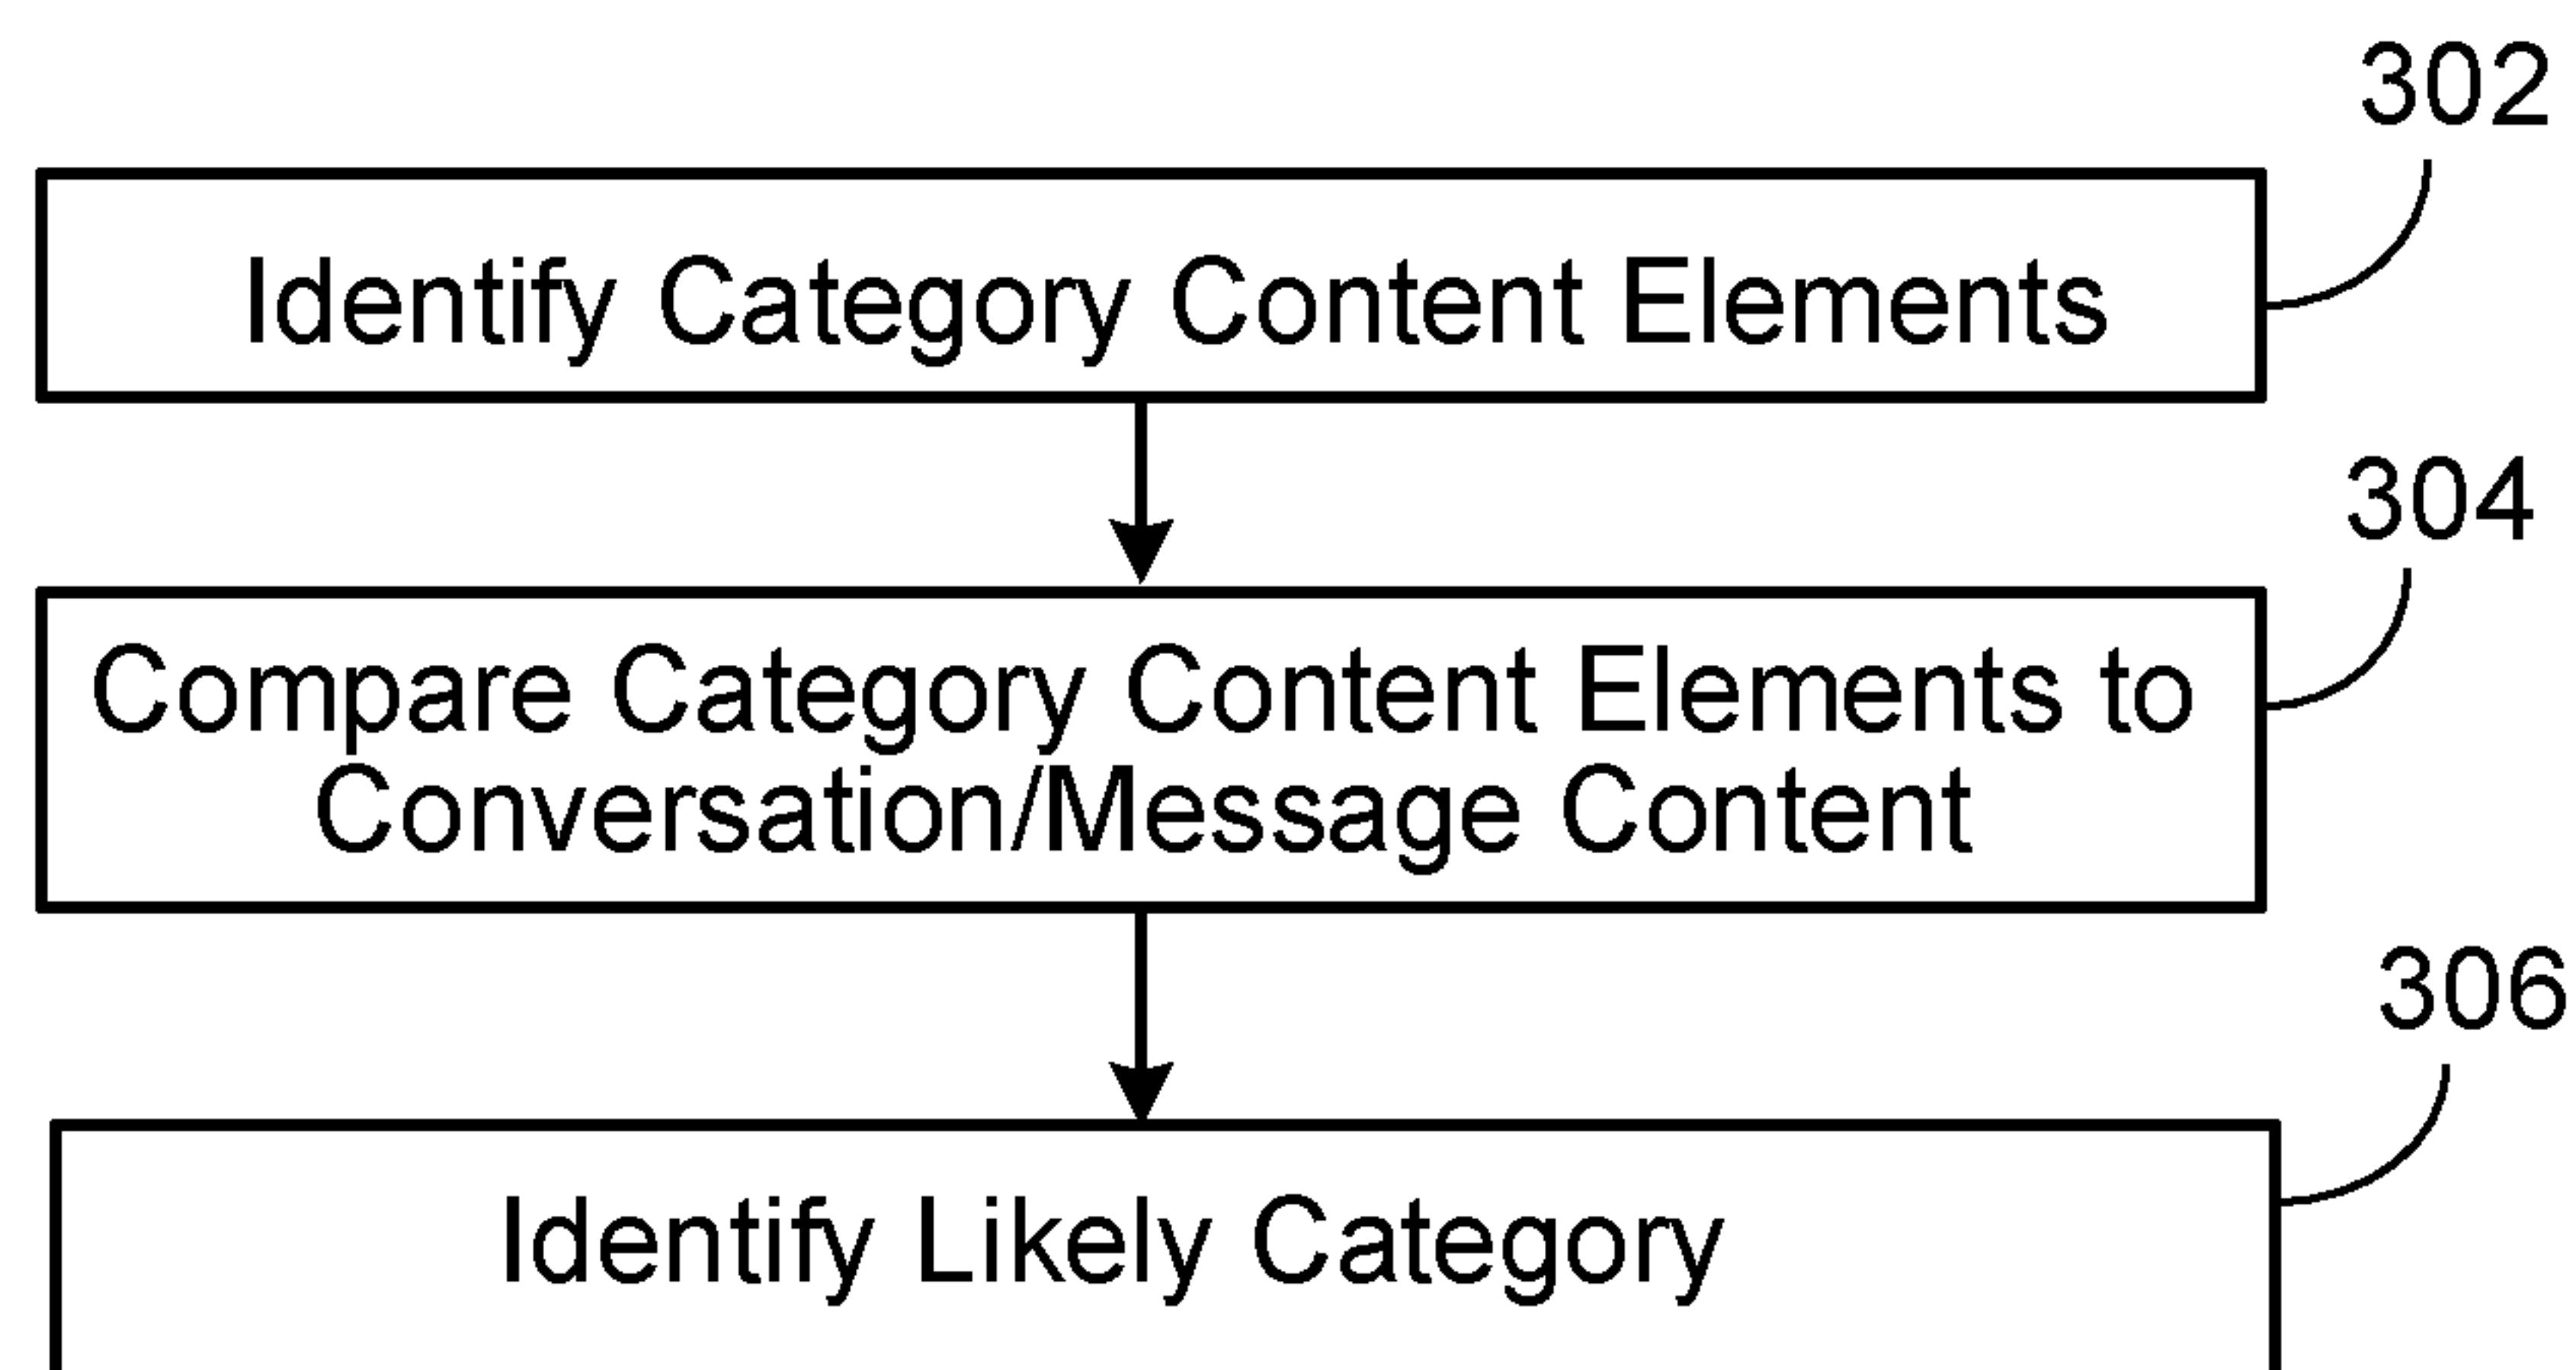 302
Identify Category Content Elements
304
Compare Category Content Elements to
Conversation/Message Content
306
Identify Likely Category